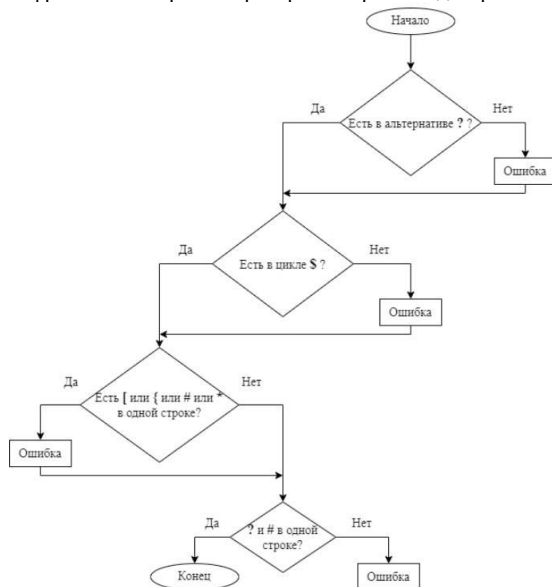 Начало
Да
Нет
Есть в альтернативе ? ?
Ошибка
Да
Нет
Есть в цикле $ ?
Ошибка
Да
Нет
Есть [ или { или # или *
в одной строке?
Ошибка
Да
Нет
? и # в одной
строке?
Конец
Ошибка